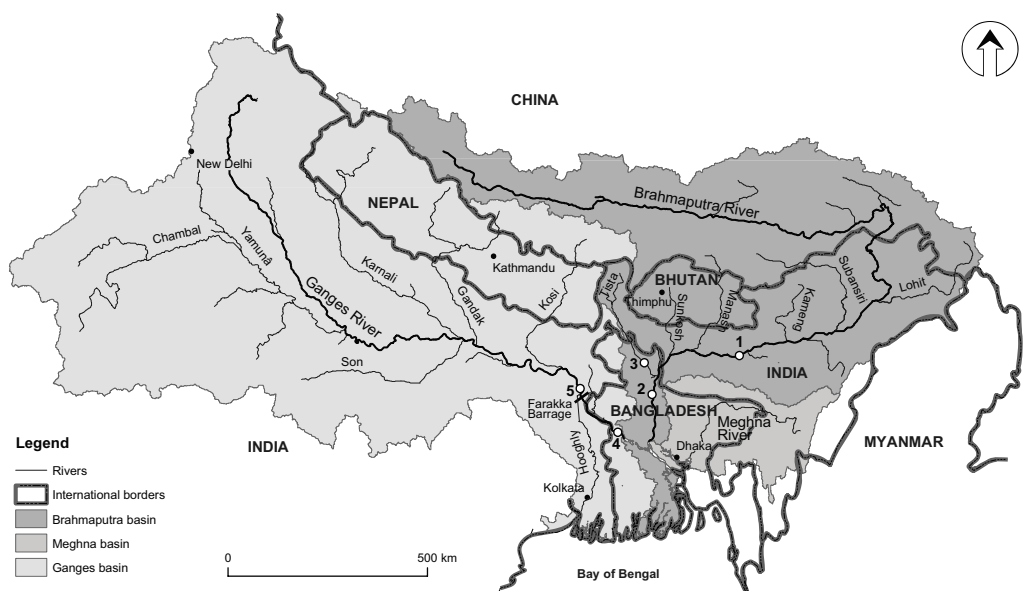 CHINA
New Delhi
Brahmaputra River
NEPAL
Chambal
Yamuná
Kathmandu
Karnali
Tista
BHUTAN
Subansiri
Lohit
Gandak
Kosi
Thimphu
Sunkosh
Manash
Kameng
Ganges River
1
Son
3
INDIA
5
2
Farakka
Barrage
BANGLADESH
Meghna
River
4
INDIA
Hooghly
Dhaka
MYANMAR
Kolkata
Legend
Rivers
International borders
Brahmaputra basin
Meghna basin
Ganges basin
0 500 km
Bay of Bengal